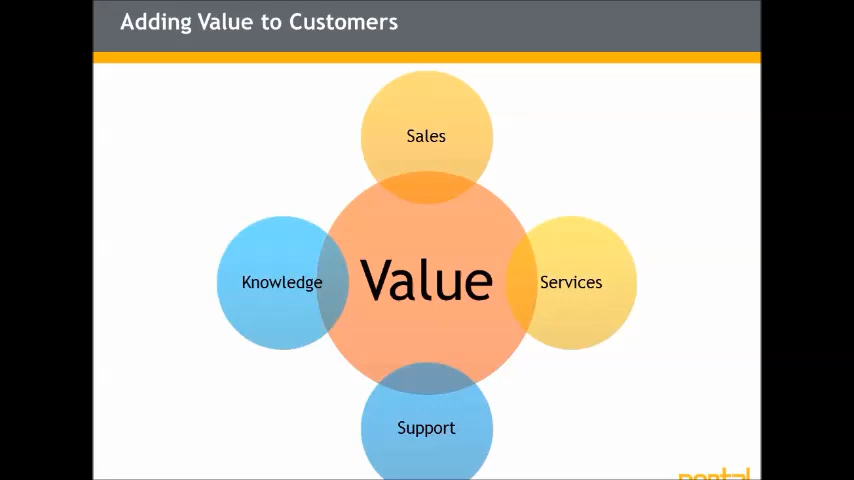 Adding Value to Customers
Sales
Knowledge
Value
Services
Support